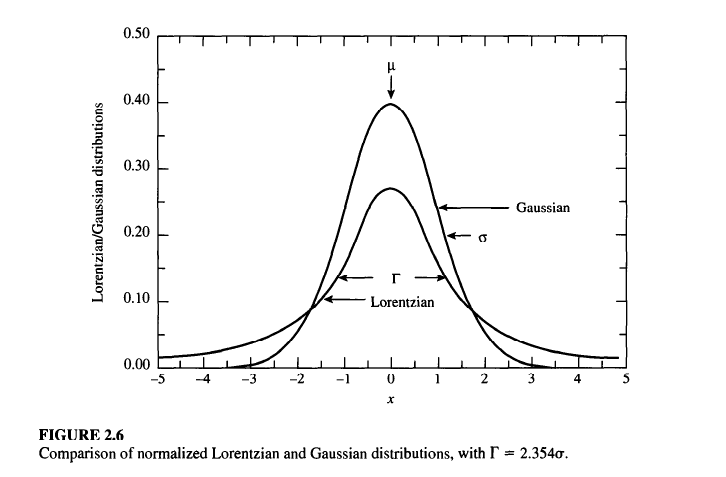 0.50
μ
0.40
0.30
Gaussian
0.20
σ
Γ
0.10
Lorentzian
0.00
-5 -4 -3 -2 -1 0 1 2 3 4 5
x
Lorentzian/Gaussian distributions
FIGURE 2.6
Comparison of normalized Lorentzian and Gaussian distributions, with Γ = 2.354σ.